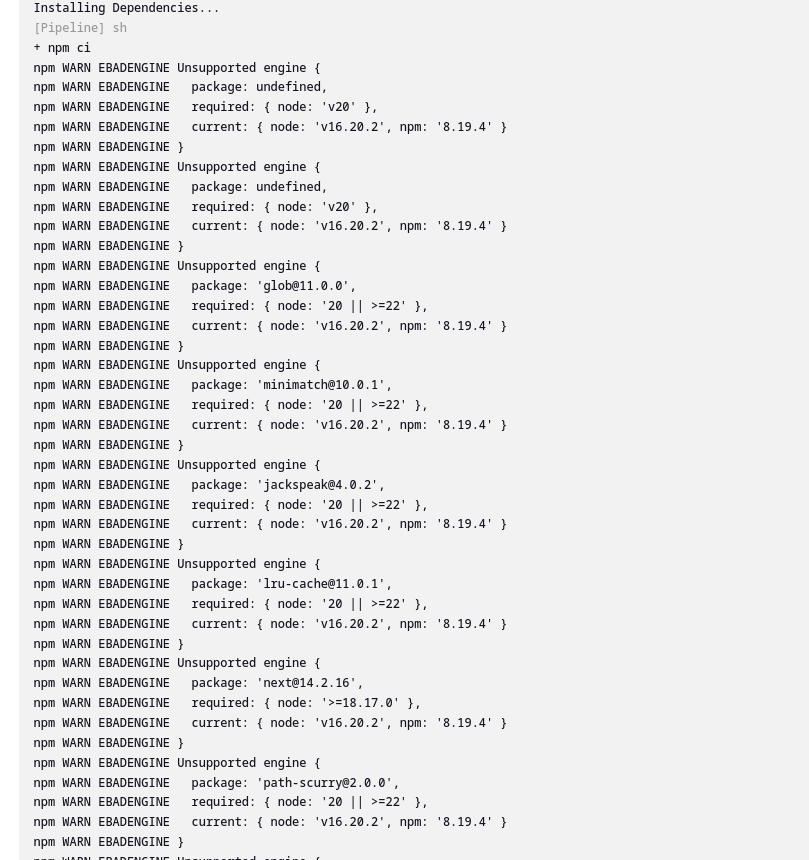 Installing Dependencies...
[Pipeline] sh
+ npm ci
npm WARN EBADENGINE Unsupported engine {
npm WARN EBADENGINE   package: undefined,
npm WARN EBADENGINE   required: { node: 'v20' },
npm WARN EBADENGINE   current: { node: 'v16.20.2', npm: '8.19.4' }
npm WARN EBADENGINE }
npm WARN EBADENGINE Unsupported engine {
npm WARN EBADENGINE   package: undefined,
npm WARN EBADENGINE   required: { node: 'v20' },
npm WARN EBADENGINE   current: { node: 'v16.20.2', npm: '8.19.4' }
npm WARN EBADENGINE }
npm WARN EBADENGINE Unsupported engine {
npm WARN EBADENGINE   package: 'glob@11.0.0',
npm WARN EBADENGINE   required: { node: '20 || >=22' },
npm WARN EBADENGINE   current: { node: 'v16.20.2', npm: '8.19.4' }
npm WARN EBADENGINE }
npm WARN EBADENGINE Unsupported engine {
npm WARN EBADENGINE   package: 'minimatch@10.0.1',
npm WARN EBADENGINE   required: { node: '20 || >=22' },
npm WARN EBADENGINE   current: { node: 'v16.20.2', npm: '8.19.4' }
npm WARN EBADENGINE }
npm WARN EBADENGINE Unsupported engine {
npm WARN EBADENGINE   package: 'jackspeak@4.0.2',
npm WARN EBADENGINE   required: { node: '20 || >=22' },
npm WARN EBADENGINE   current: { node: 'v16.20.2', npm: '8.19.4' }
npm WARN EBADENGINE }
npm WARN EBADENGINE Unsupported engine {
npm WARN EBADENGINE   package: 'lru-cache@11.0.1',
npm WARN EBADENGINE   required: { node: '20 || >=22' },
npm WARN EBADENGINE   current: { node: 'v16.20.2', npm: '8.19.4' }
npm WARN EBADENGINE }
npm WARN EBADENGINE Unsupported engine {
npm WARN EBADENGINE   package: 'next@14.2.16',
npm WARN EBADENGINE   required: { node: '>=18.17.0' },
npm WARN EBADENGINE   current: { node: 'v16.20.2', npm: '8.19.4' }
npm WARN EBADENGINE }
npm WARN EBADENGINE Unsupported engine {
npm WARN EBADENGINE   package: 'path-scurry@2.0.0',
npm WARN EBADENGINE   required: { node: '20 || >=22' },
npm WARN EBADENGINE   current: { node: 'v16.20.2', npm: '8.19.4' }
npm WARN EBADENGINE }
npm WARN EBADENGINE Unsupported engine {